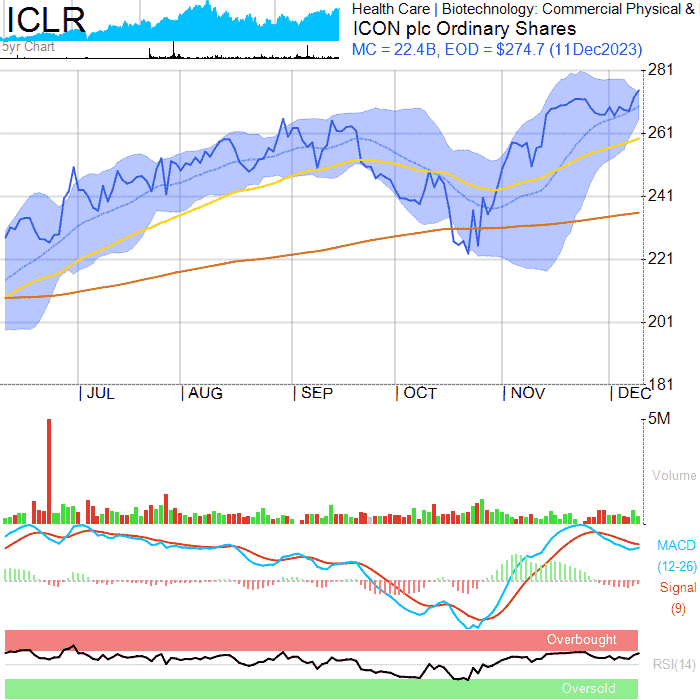 ICLR
5yr Chart
Health Care | Biotechnology: Commercial Physical &
ICON plc Ordinary Shares
MC = 22.4B, EOD = $274.7 (11Dec2023)
281
261
241
221
201
181
| JUL
| AUG
| SEP
| OCT
| NOV
| DEC
5M
Volume
MACD
(12-26)
Signal
(9)
Overbought
RSI(14)
Oversold